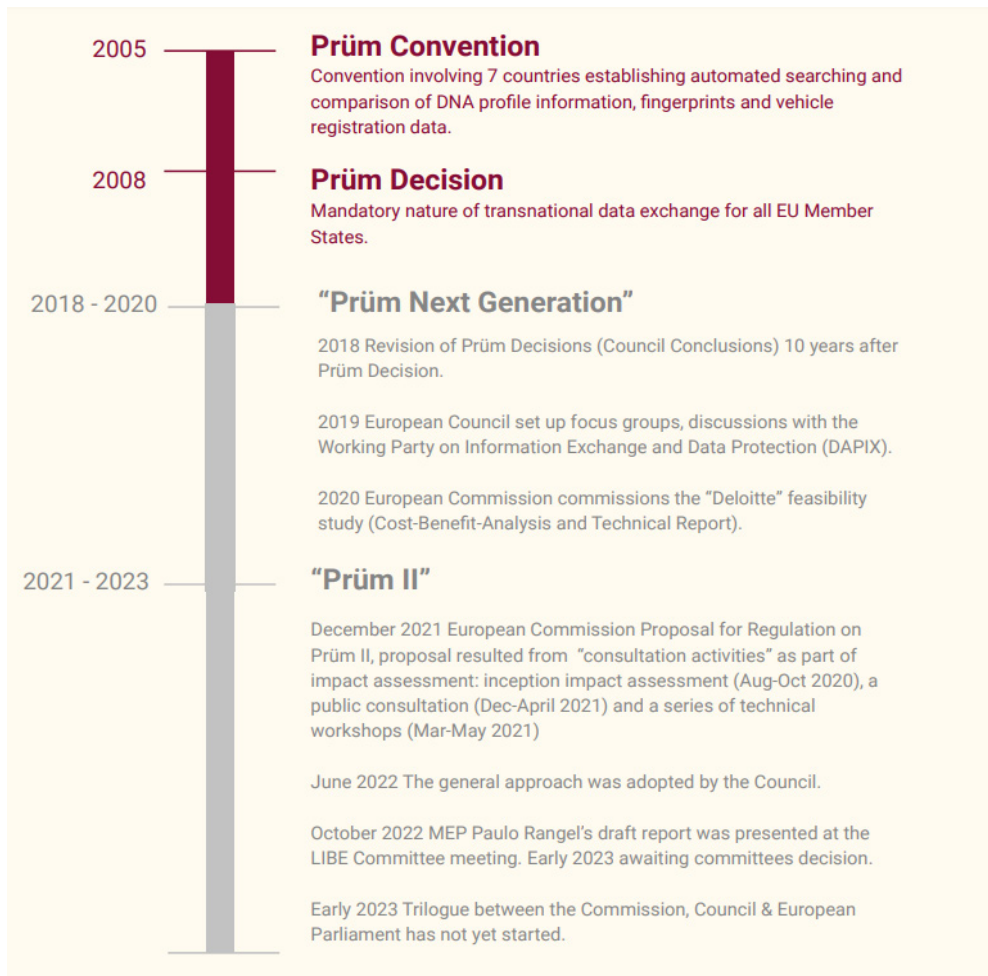 2005
Prüm Convention
Convention involving 7 countries establishing automated searching and
comparison of DNA profile information, fingerprints and vehicle
registration data.
2008
Prüm Decision
Mandatory nature of transnational data exchange for all EU Member
States.
2018 - 2020
“Prüm Next Generation”
2018 Revision of Prüm Decisions (Council Conclusions) 10 years after
Prüm Decision.
2019 European Council set up focus groups, discussions with the
Working Party on Information Exchange and Data Protection (DAPIX).
2020 European Commission commissions the “Deloitte” feasibility
study (Cost-Benefit-Analysis and Technical Report).
2021 - 2023
“Prüm II”
December 2021 European Commission Proposal for Regulation on
Prüm II, proposal resulted from “consultation activities” as part of
impact assessment: inception impact assessment (Aug-Oct 2020), a
public consultation (Dec-April 2021) and a series of technical
workshops (Mar-May 2021)
June 2022 The general approach was adopted by the Council.
October 2022 MEP Paulo Rangel’s draft report was presented at the
LIBE Committee meeting. Early 2023 awaiting committees decision.
Early 2023 Trilogue between the Commission, Council & European
Parliament has not yet started.